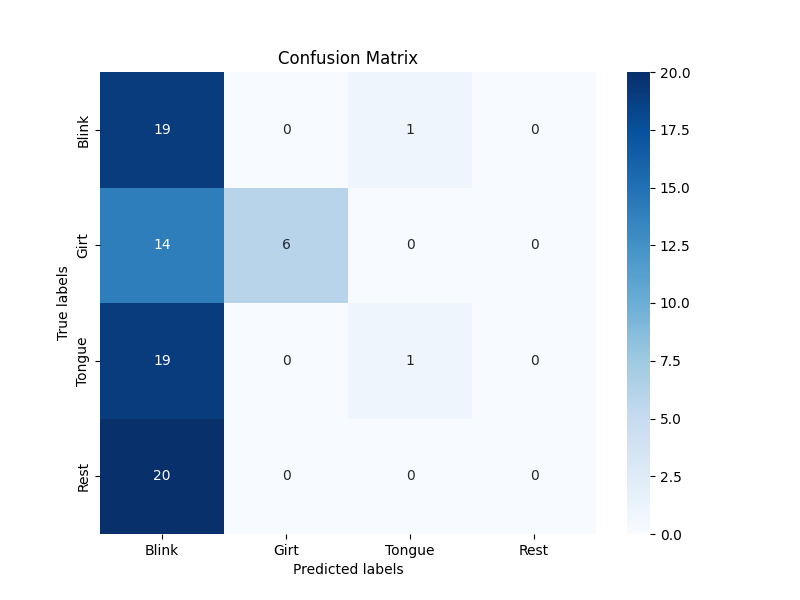 Confusion Matrix
Blink 19 0 1 0
Girt 14 6 0 0
Tongue 19 0 1 0
Rest 20 0 0 0
Blink Girt Tongue Rest
Predicted labels
True labels
20.0
17.5
15.0
12.5
10.0
7.5
5.0
2.5
0.0